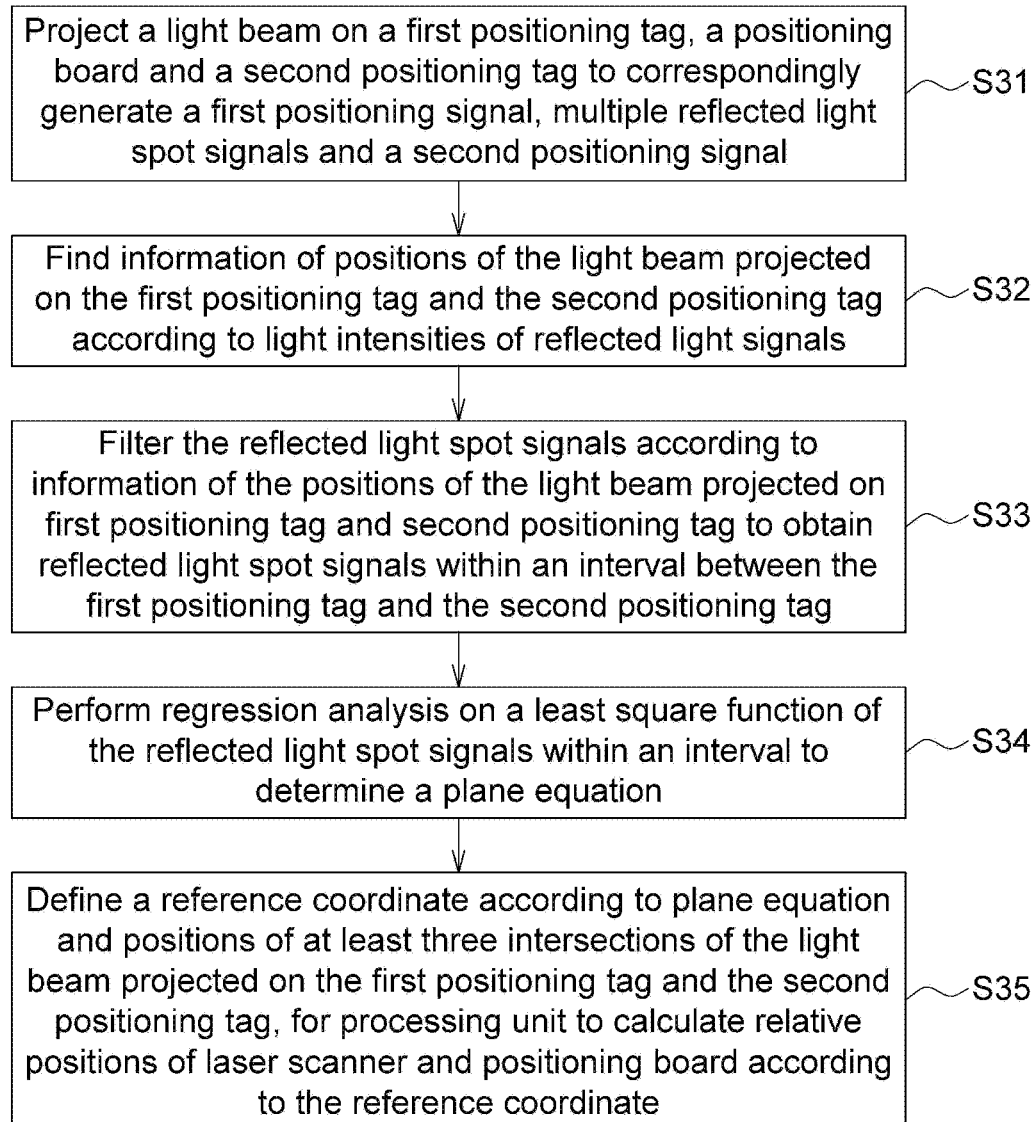 Project a light beam on a first positioning tag, a positioning
board and a second positioning tag to correspondingly
generate a first positioning signal, multiple reflected light
spot signals and a second positioning signal
S31
Find information of positions of the light beam projected
on the first positioning tag and the second positioning tag
according to light intensities of reflected light signals
S32
Filter the reflected light spot signals according to
information of the positions of the light beam projected on
first positioning tag and second positioning tag to obtain
reflected light spot signals within an interval between the
first positioning tag and the second positioning tag
S33
Perform regression analysis on a least square function of
the reflected light spot signals within an interval to
determine a plane equation
S34
Define a reference coordinate according to plane equation
and positions of at least three intersections of the light
beam projected on the first positioning tag and the second
positioning tag, for processing unit to calculate relative
positions of laser scanner and positioning board according
to the reference coordinate
S35